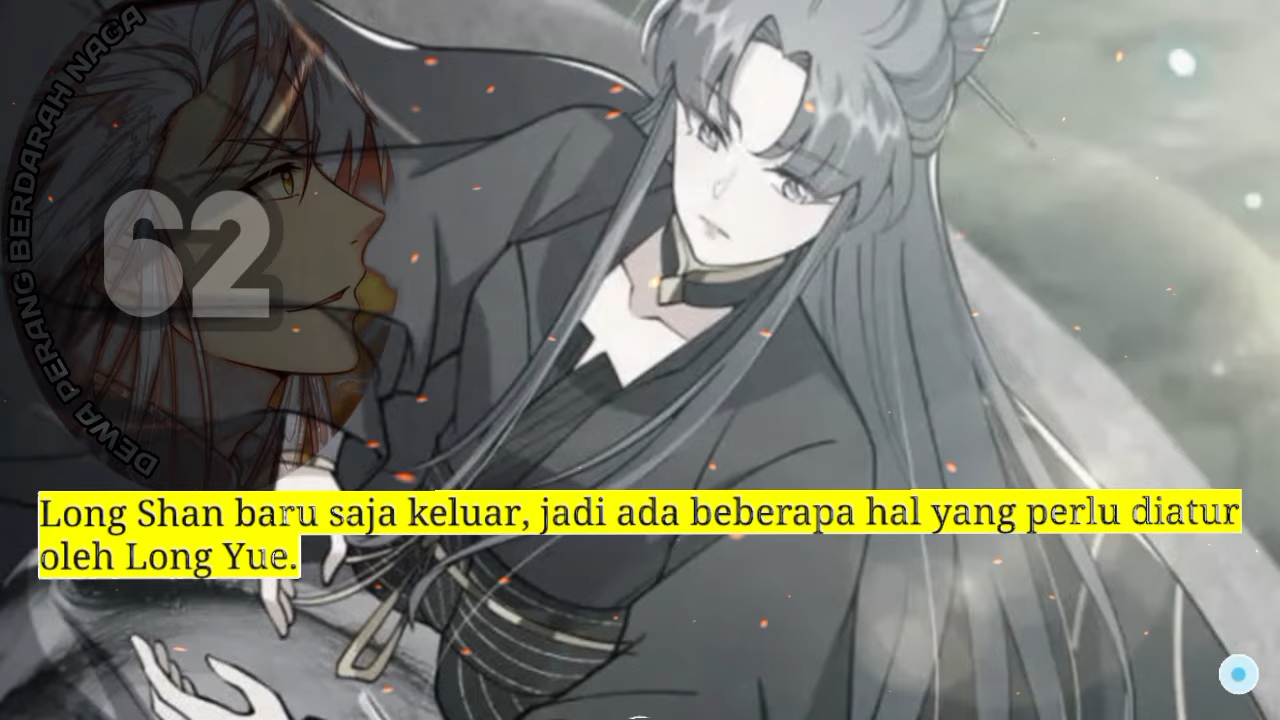 DEWA PERANG BERDARAH NAGA
62
Long Shan baru saja keluar, jadi ada beberapa hal yang perlu diatur
oleh Long Yue.